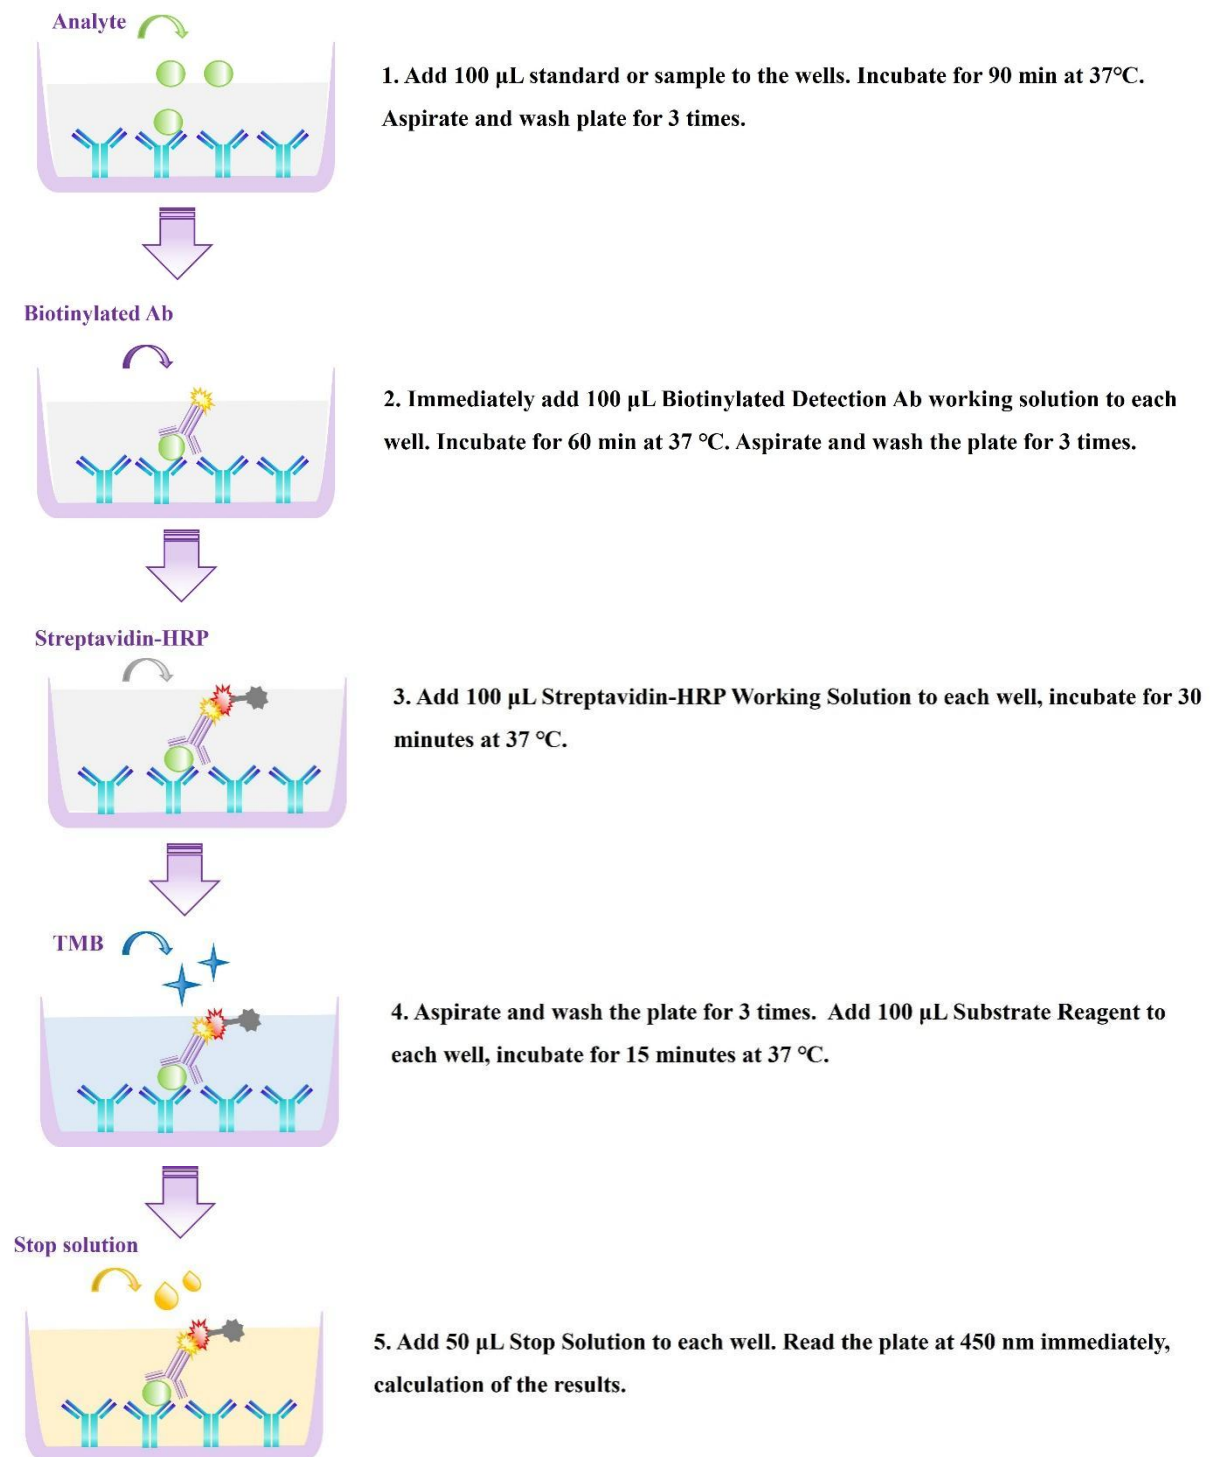 Analyte
1. Add 100 µL standard or sample to the wells. Incubate for 90 min at 37℃.
Aspirate and wash plate for 3 times.
Biotinylated Ab
2. Immediately add 100 µL Biotinylated Detection Ab working solution to each
well. Incubate for 60 min at 37 ℃. Aspirate and wash the plate for 3 times.
Streptavidin-HRP
3. Add 100 µL Streptavidin-HRP Working Solution to each well, incubate for 30
minutes at 37 ℃.
TMB
4. Aspirate and wash the plate for 3 times.  Add 100 µL Substrate Reagent to
each well, incubate for 15 minutes at 37 ℃.
Stop solution
5. Add 50 µL Stop Solution to each well. Read the plate at 450 nm immediately,
calculation of the results.